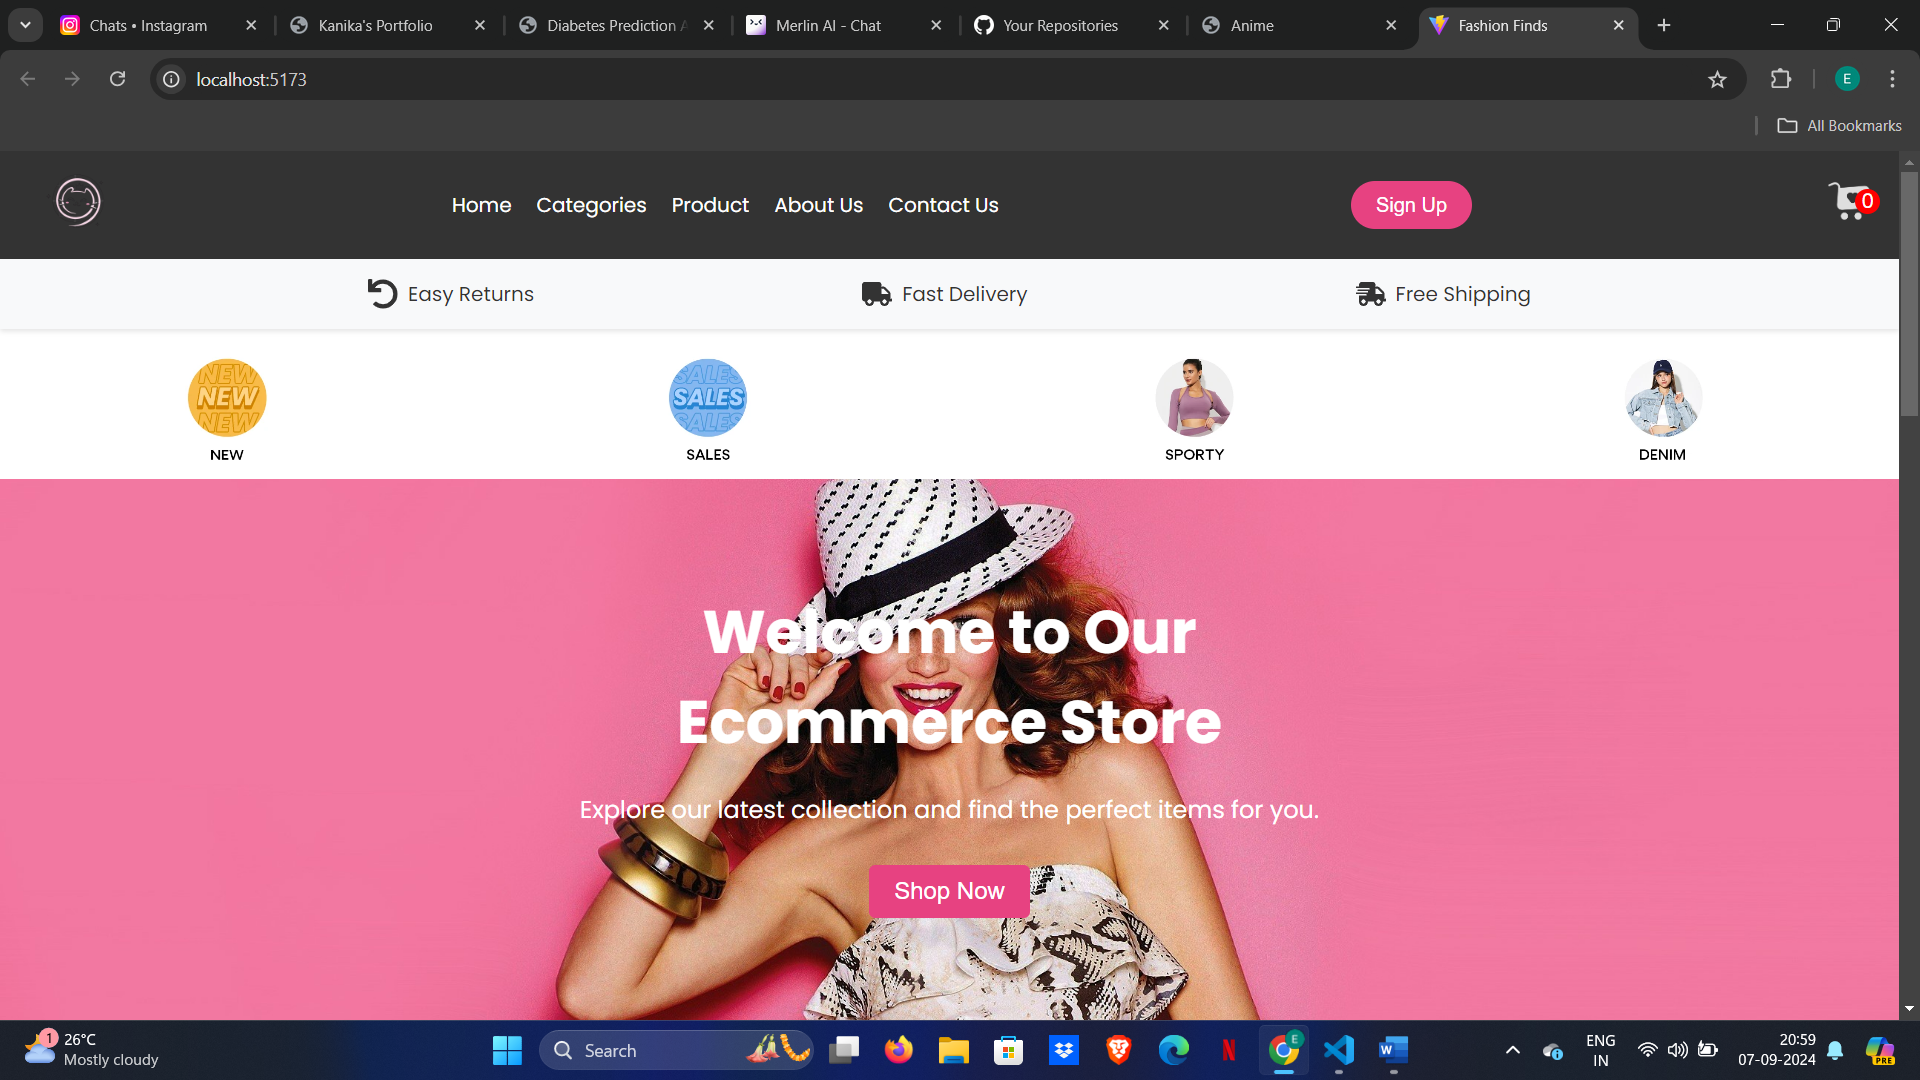 Chats • Instagram
Kanika's Portfolio
Diabetes Prediction A
Merlin AI - Chat
Your Repositories
Anime
Fashion Finds
localhost:5173
E
All Bookmarks
Home Categories Product About Us Contact Us
Sign Up
0
Easy Returns
Fast Delivery
Free Shipping
NEW
NEW
NEW
SALES
SALES
SALES
NEW
SALES
SPORTY
DENIM
Welcome to Our
Ecommerce Store
Explore our latest collection and find the perfect items for you.
Shop Now
1
26°C
Mostly cloudy
Search
N
E
W
ENG
IN
20:59
07-09-2024
PRE